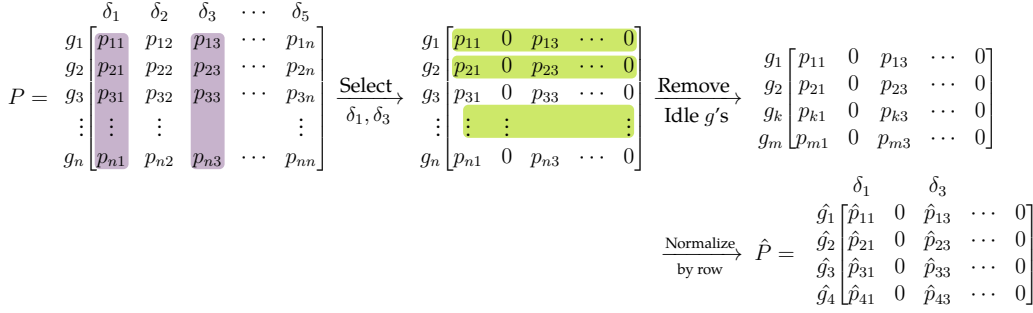 δ₁ δ₂ δ₃ ⋯ δ₅
P =
g₁ p₁₁ p₁₂ p₁₃ ⋯ p₁ₙ
g₂ p₂₁ p₂₂ p₂₃ ⋯ p₂ₙ
g₃ p₃₁ p₃₂ p₃₃ ⋯ p₃ₙ
⋮ ⋮ ⋮ ⋮
gₙ pₙ₁ pₙ₂ pₙ₃ ⋯ pₙₙ
Select
δ₁, δ₃
g₁ p₁₁ 0 p₁₃ ⋯ 0
g₂ p₂₁ 0 p₂₃ ⋯ 0
g₃ p₃₁ 0 p₃₃ ⋯ 0
⋮ ⋮ ⋮ ⋮
gₙ pₙ₁ 0 pₙ₃ ⋯ 0
Remove
Idle g's
g₁ p₁₁ 0 p₁₃ ⋯ 0
g₂ p₂₁ 0 p₂₃ ⋯ 0
gₖ pₖ₁ 0 pₖ₃ ⋯ 0
gₘ pₘ₁ 0 pₘ₃ ⋯ 0
Normalize
by row
P̂ =
δ₁ δ₃
ĝ₁ p̂₁₁ 0 p̂₁₃ ⋯ 0
ĝ₂ p̂₂₁ 0 p̂₂₃ ⋯ 0
ĝ₃ p̂₃₁ 0 p̂₃₃ ⋯ 0
ĝ₄ p̂₄₁ 0 p̂₄₃ ⋯ 0